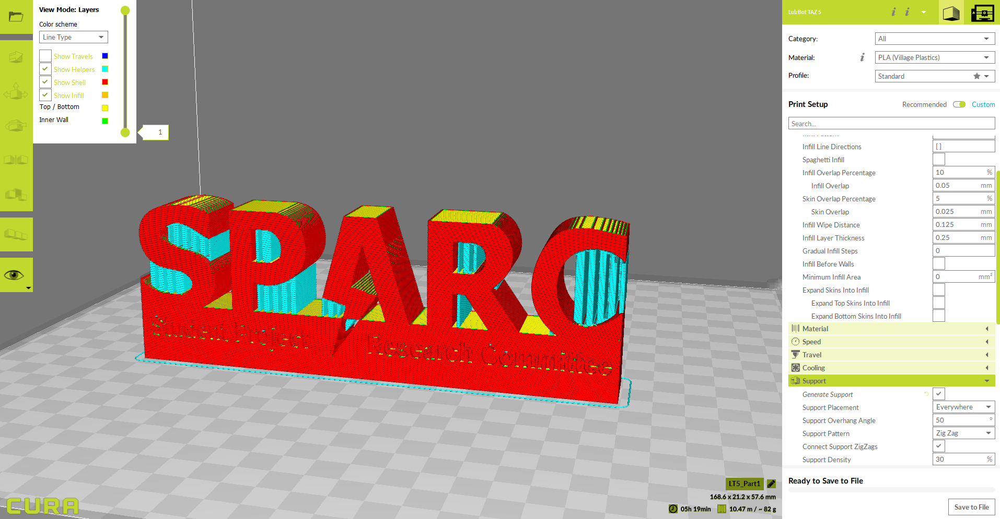 View Mode: Layers
Color scheme
Line Type
Show Travels
Show Helpers
Show Shell
Show Infill
Top / Bottom
Inner Wall
1
SPARC
Student Project
Research Committee
CURA
LT5_Part1
168.6 x 21.2 x 57.6 mm
05h 19min 10.47 m / ~ 82 g
LulzBot TAZ 5
Category: All
Material: i PLA (Village Plastics)
Profile: Standard
Print Setup Recommended Custom
Search...
Infill Pattern
Infill Line Directions [ ]
Spaghetti Infill
Infill Overlap Percentage 10 %
Infill Overlap 0.05 mm
Skin Overlap Percentage 5 %
Skin Overlap 0.025 mm
Infill Wipe Distance 0.125 mm
Infill Layer Thickness 0.25 mm
Gradual Infill Steps 0
Infill Before Walls
Minimum Infill Area 0 mm²
Expand Skins Into Infill
Expand Top Skins Into Infill
Expand Bottom Skins Into Infill
Material
Speed
Travel
Cooling
Support
Generate Support
Support Placement Everywhere
Support Overhang Angle 50 °
Support Pattern Zig Zag
Connect Support ZigZags
Support Density 30 %
Ready to Save to File
Save to File